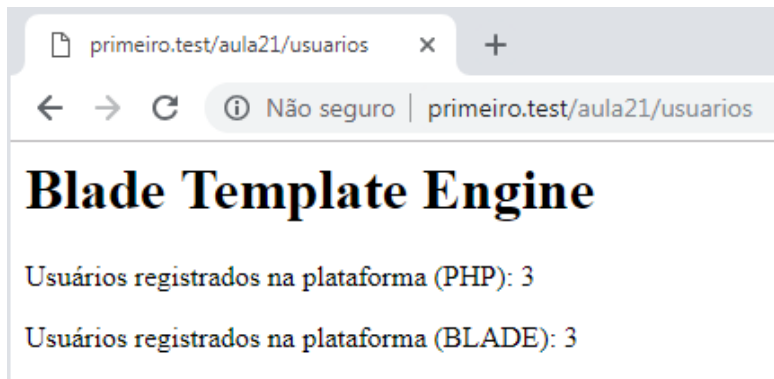 primeiro.test/aula21/usuarios
Não seguro | primeiro.test/aula21/usuarios
Blade Template Engine
Usuários registrados na plataforma (PHP): 3
Usuários registrados na plataforma (BLADE): 3